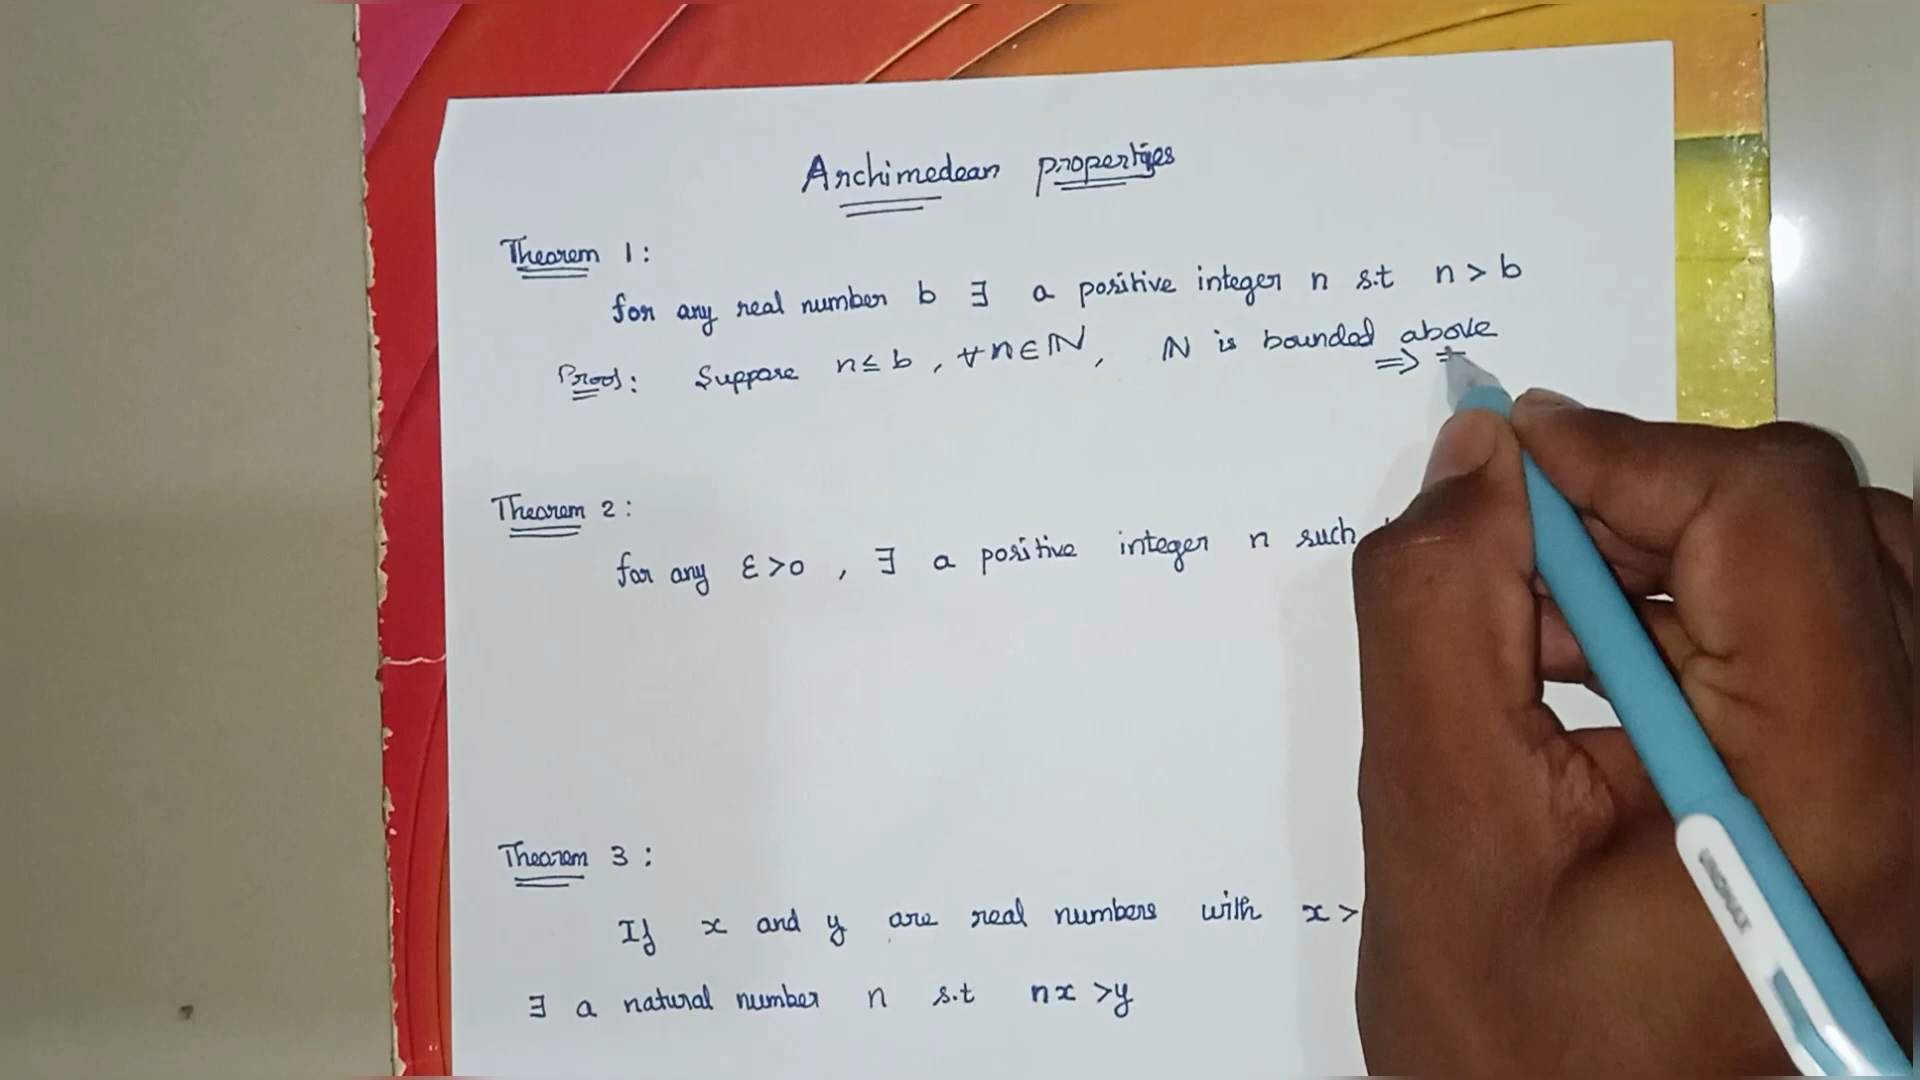 Archimedean properties
Theorem 1:
for any real number b ∃ a positive integer n s.t n > b
Proof: Suppose n ≤ b , ∀ n ∈ ℕ , ℕ is bounded above
⇒
Theorem 2:
for any ε > 0 , ∃ a positive integer n such
Theorem 3:
If x and y are real numbers with x >
∃ a natural number n s.t nx > y